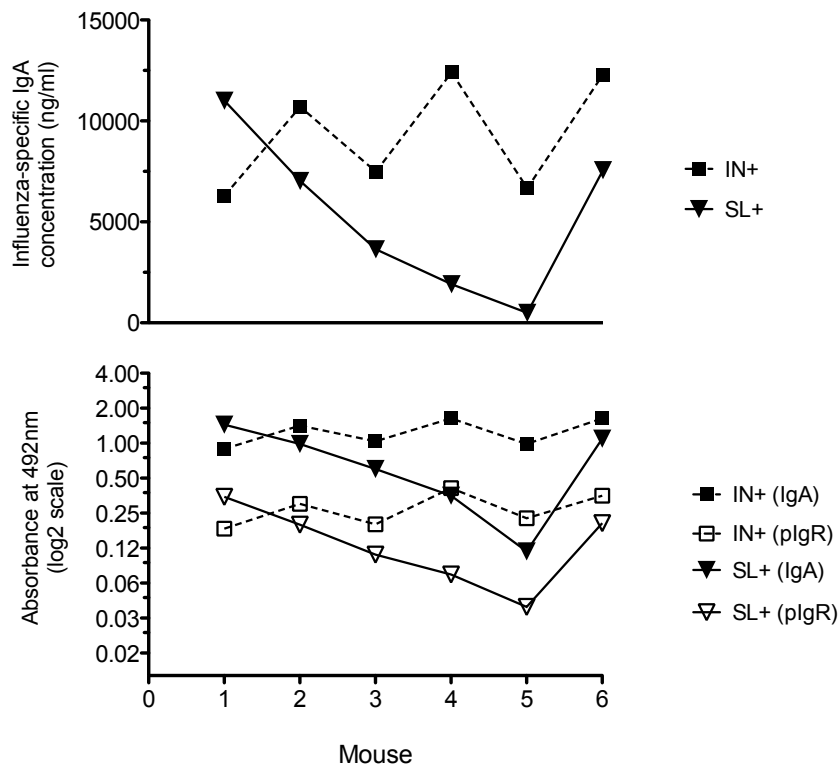 Influenza-specific IgA
concentration (ng/ml)
15000
10000
5000
0
IN+
SL+
Absorbance at 492nm
(log2 scale)
4.00
2.00
1.00
0.50
0.25
0.12
0.06
0.03
0.02
0 1 2 3 4 5 6
Mouse
IN+ (IgA)
IN+ (pIgR)
SL+ (IgA)
SL+ (pIgR)